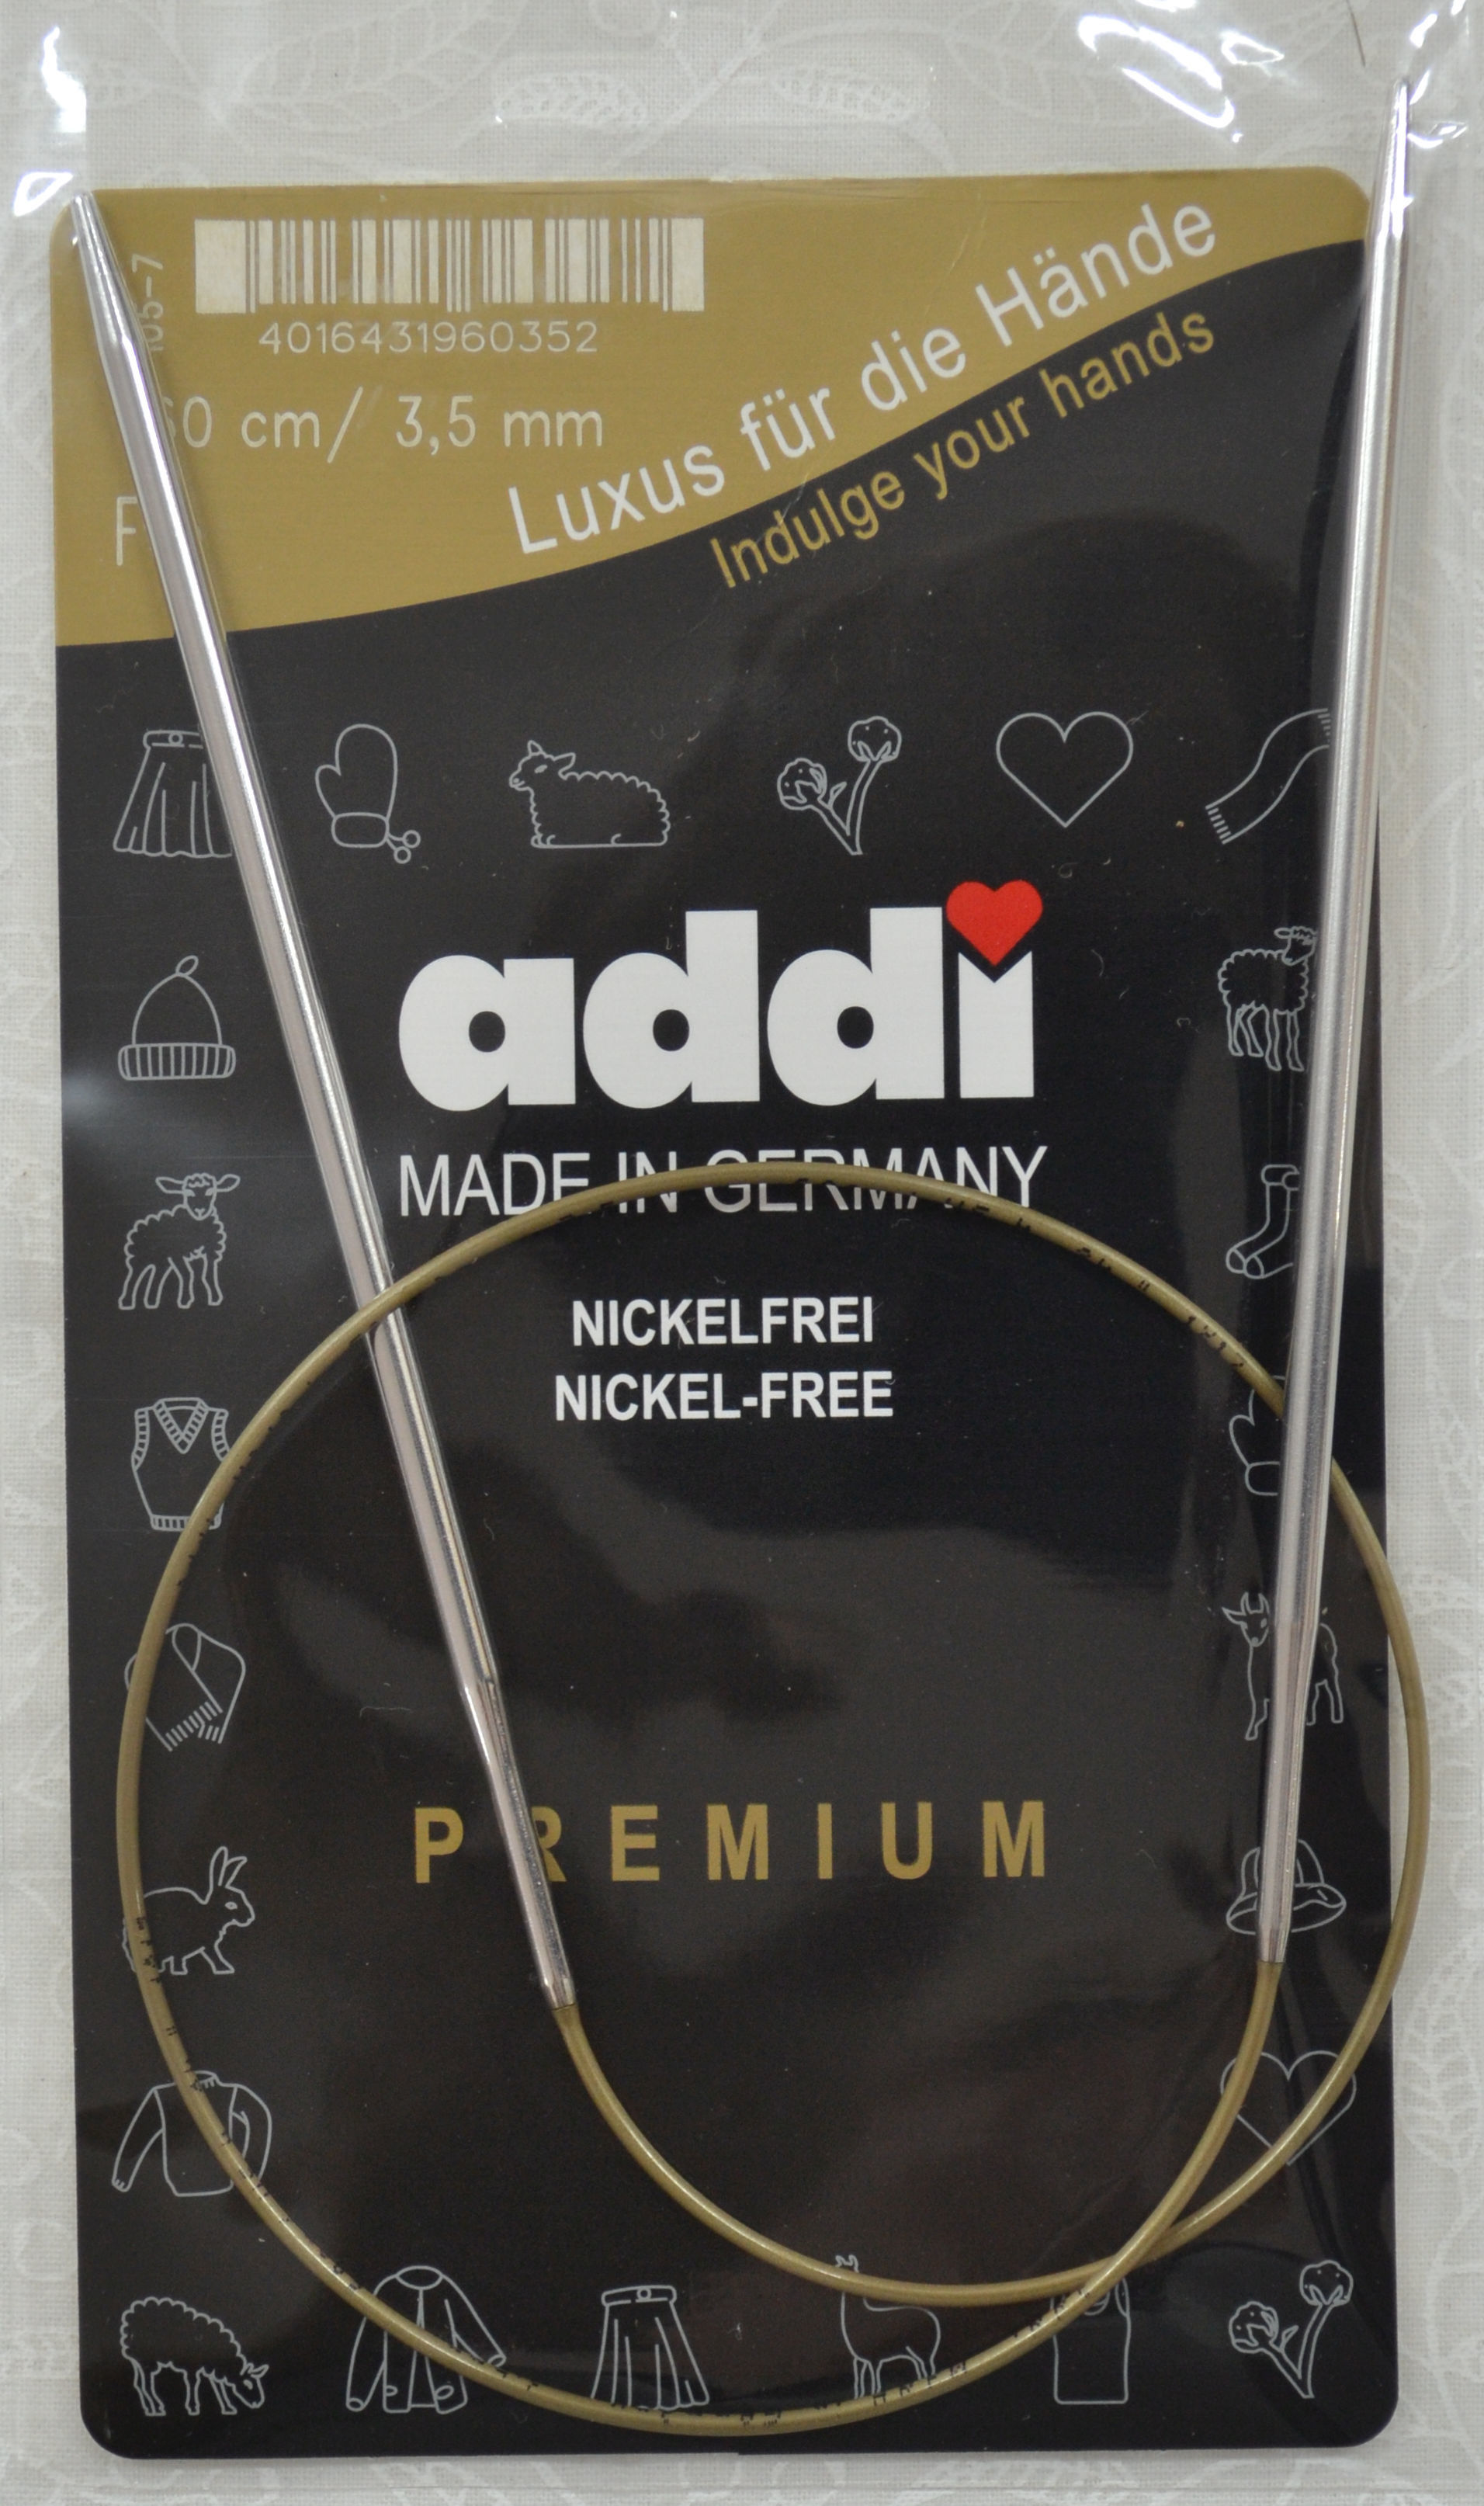 4016431960352
60 cm/ 3,5 mm
Luxus für die Hände
Indulge your hands
addi
MADE IN GERMANY
NICKELFREI
NICKEL-FREE
PREMIUM